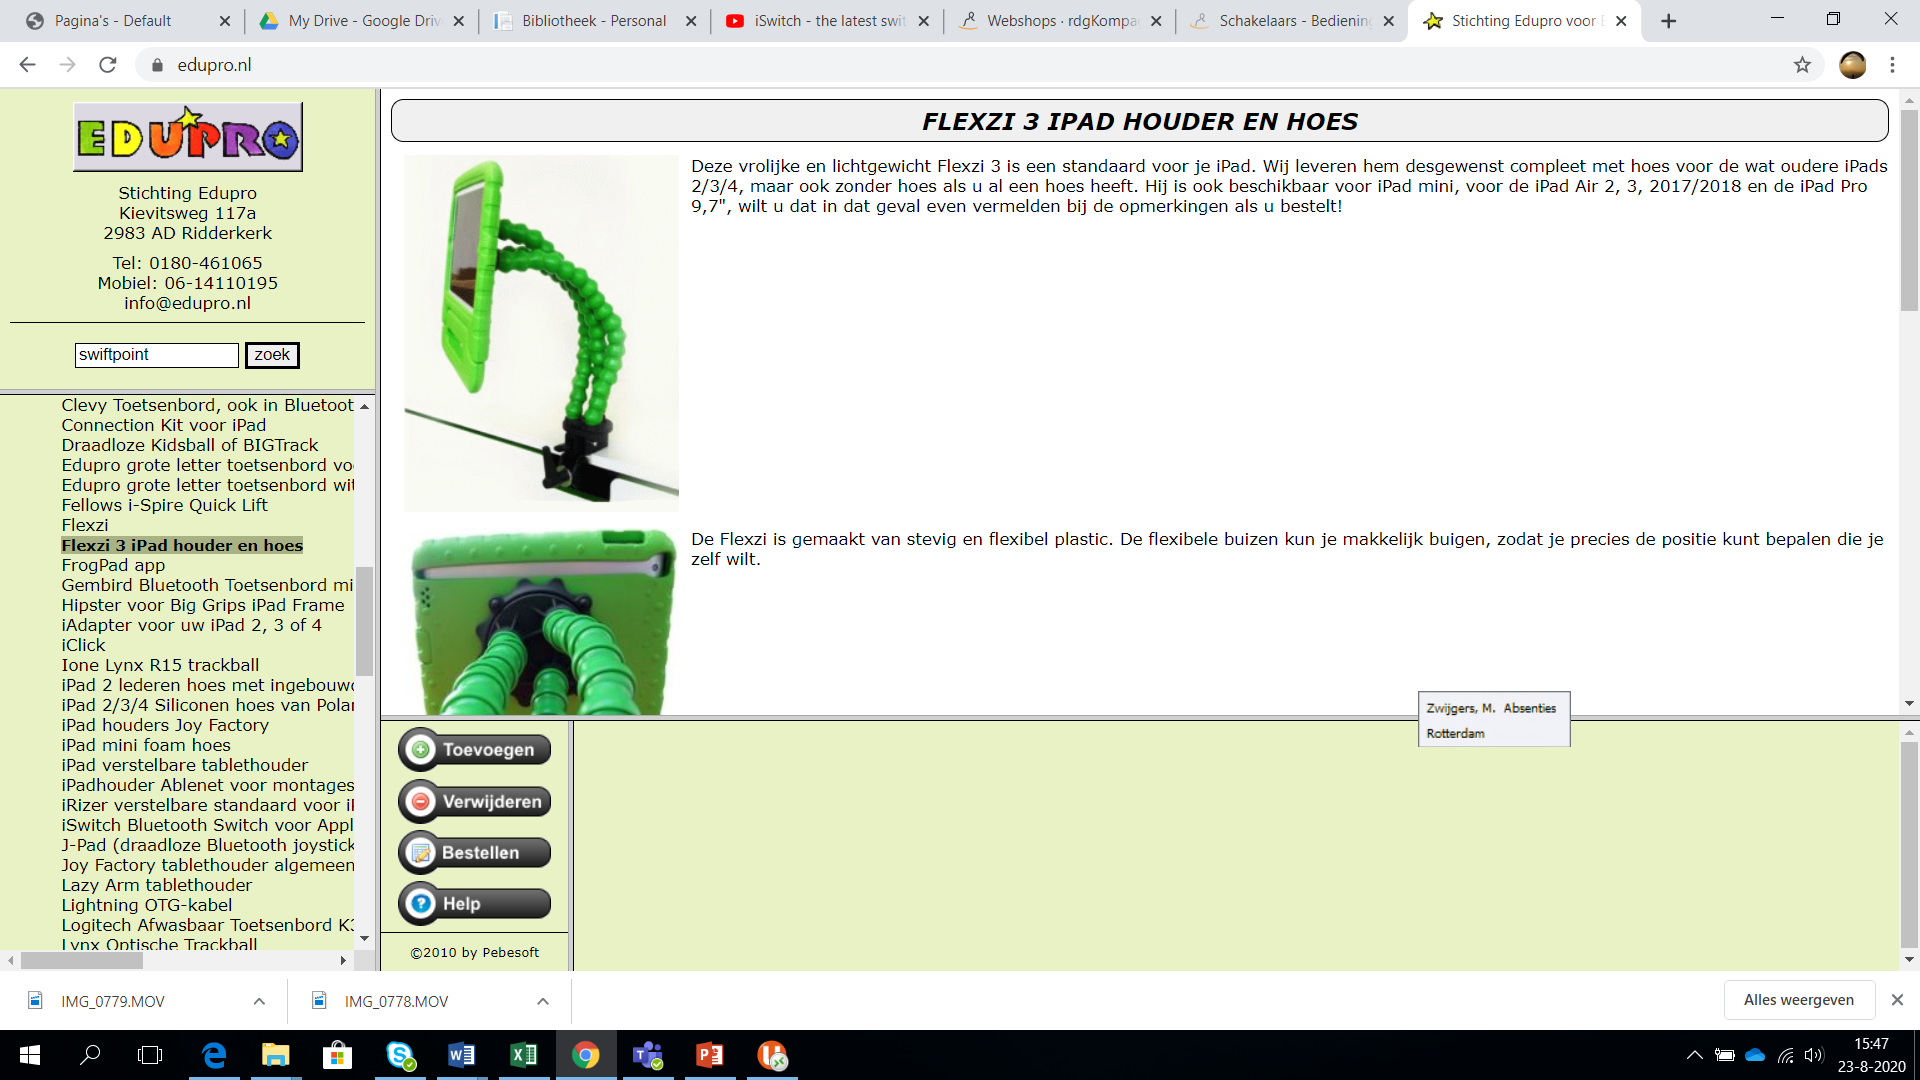 Pagina's - Default
My Drive - Google Driv
Bibliotheek - Personal
iSwitch - the latest swit
Webshops · rdgKompa
Schakelaars - Bediening
Stichting Edupro voor E
edupro.nl
EDUPRO
Stichting Edupro
Kievitsweg 117a
2983 AD Ridderkerk
Tel: 0180-461065
Mobiel: 06-14110195
info@edupro.nl
swiftpoint zoek
Clevy Toetsenbord, ook in Bluetoot
Connection Kit voor iPad
Draadloze Kidsball of BIGTrack
Edupro grote letter toetsenbord vo
Edupro grote letter toetsenbord wit
Fellows i-Spire Quick Lift
Flexzi
Flexzi 3 iPad houder en hoes
FrogPad app
Gembird Bluetooth Toetsenbord mi
Hipster voor Big Grips iPad Frame
iAdapter voor uw iPad 2, 3 of 4
iClick
Ione Lynx R15 trackball
iPad 2 lederen hoes met ingebouwd
iPad 2/3/4 Siliconen hoes van Polar
iPad houders Joy Factory
iPad mini foam hoes
iPad verstelbare tablethouder
iPadhouder Ablenet voor montages
iRizer verstelbare standaard voor iP
iSwitch Bluetooth Switch voor Appl
J-Pad (draadloze Bluetooth joystick
Joy Factory tablethouder algemeen
Lazy Arm tablethouder
Lightning OTG-kabel
Logitech Afwasbaar Toetsenbord K3
Lynx Optische Trackball
FLEXZI 3 IPAD HOUDER EN HOES
Deze vrolijke en lichtgewicht Flexzi 3 is een standaard voor je iPad. Wij leveren hem desgewenst compleet met hoes voor de wat oudere iPads
2/3/4, maar ook zonder hoes als u al een hoes heeft. Hij is ook beschikbaar voor iPad mini, voor de iPad Air 2, 3, 2017/2018 en de iPad Pro
9,7", wilt u dat in dat geval even vermelden bij de opmerkingen als u bestelt!
De Flexzi is gemaakt van stevig en flexibel plastic. De flexibele buizen kun je makkelijk buigen, zodat je precies de positie kunt bepalen die je
zelf wilt.
Zwijgers, M. Absenties
Rotterdam
Toevoegen
Verwijderen
Bestellen
Help
©2010 by Pebesoft
IMG_0779.MOV
IMG_0778.MOV
Alles weergeven
15:47
23-8-2020